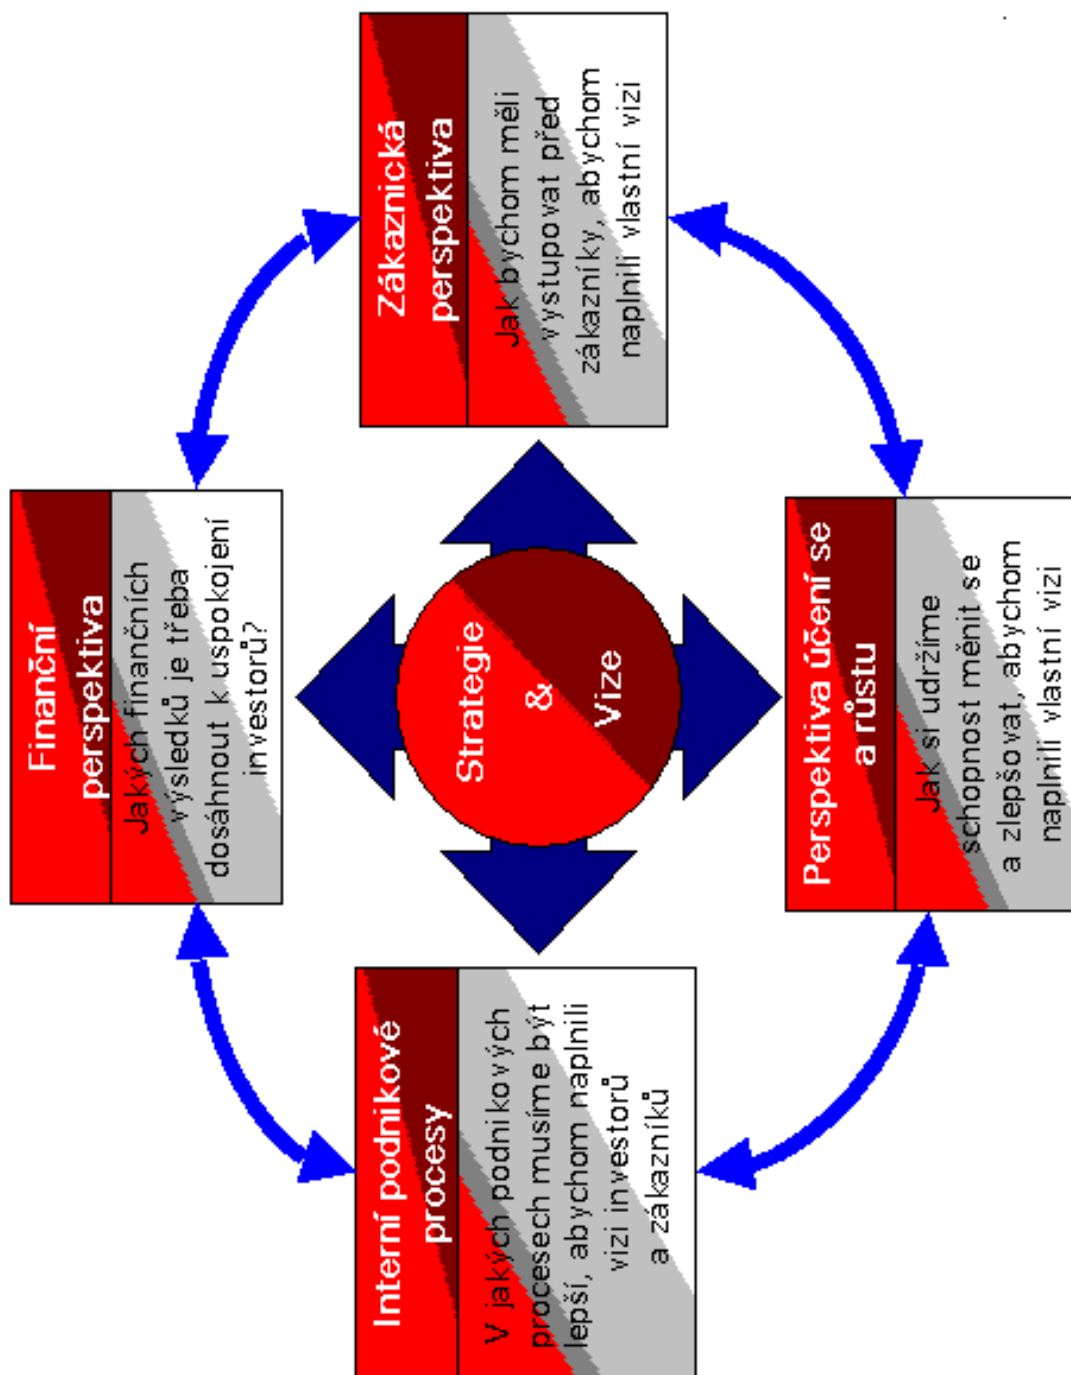 Finanční
perspektiva
Jakých finančních
výsledků je třeba
dosáhnout k uspokojení
investorů?
Interní podnikové
procesy
V jakých podnikových
procesech musíme být
lepší, abychom naplnili
vizi investorů
a zákazníků
Strategie
&
Vize
Zákaznická
perspektiva
Jak bychom měli
vystupovat před
zákazníky, abychom
naplnili vlastní vizi
Perspektiva účení se
a růstu
Jak si udržíme
schopnost měnit se
a zlepšovat, abychom
naplnili vlastní vizi